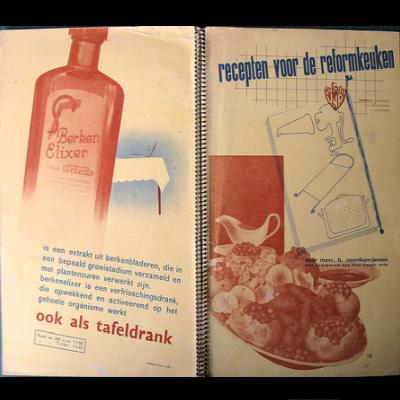 Berken
Elixer
Weleda
is een extrakt uit berkenbladeren, die in
een bepaald groeistadium verzameld en
met plantenzuren verwerkt zijn.
berkenelixer is een verfrisschingsdrank,
die opwekkend en activeerend op het
geheele organisme werkt
ook als tafeldrank
recepten voor de reformkeuken
door mevr. h. noorduyn-jansen